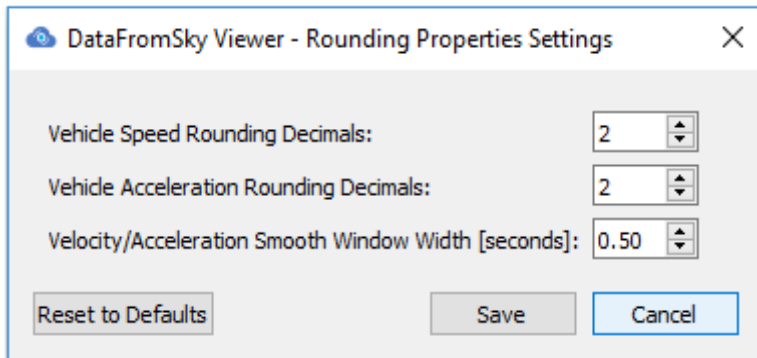 DataFromSky Viewer - Rounding Properties Settings
Vehicle Speed Rounding Decimals: 2
Vehicle Acceleration Rounding Decimals: 2
Velocity/Acceleration Smooth Window Width [seconds]: 0.50
Reset to Defaults Save Cancel